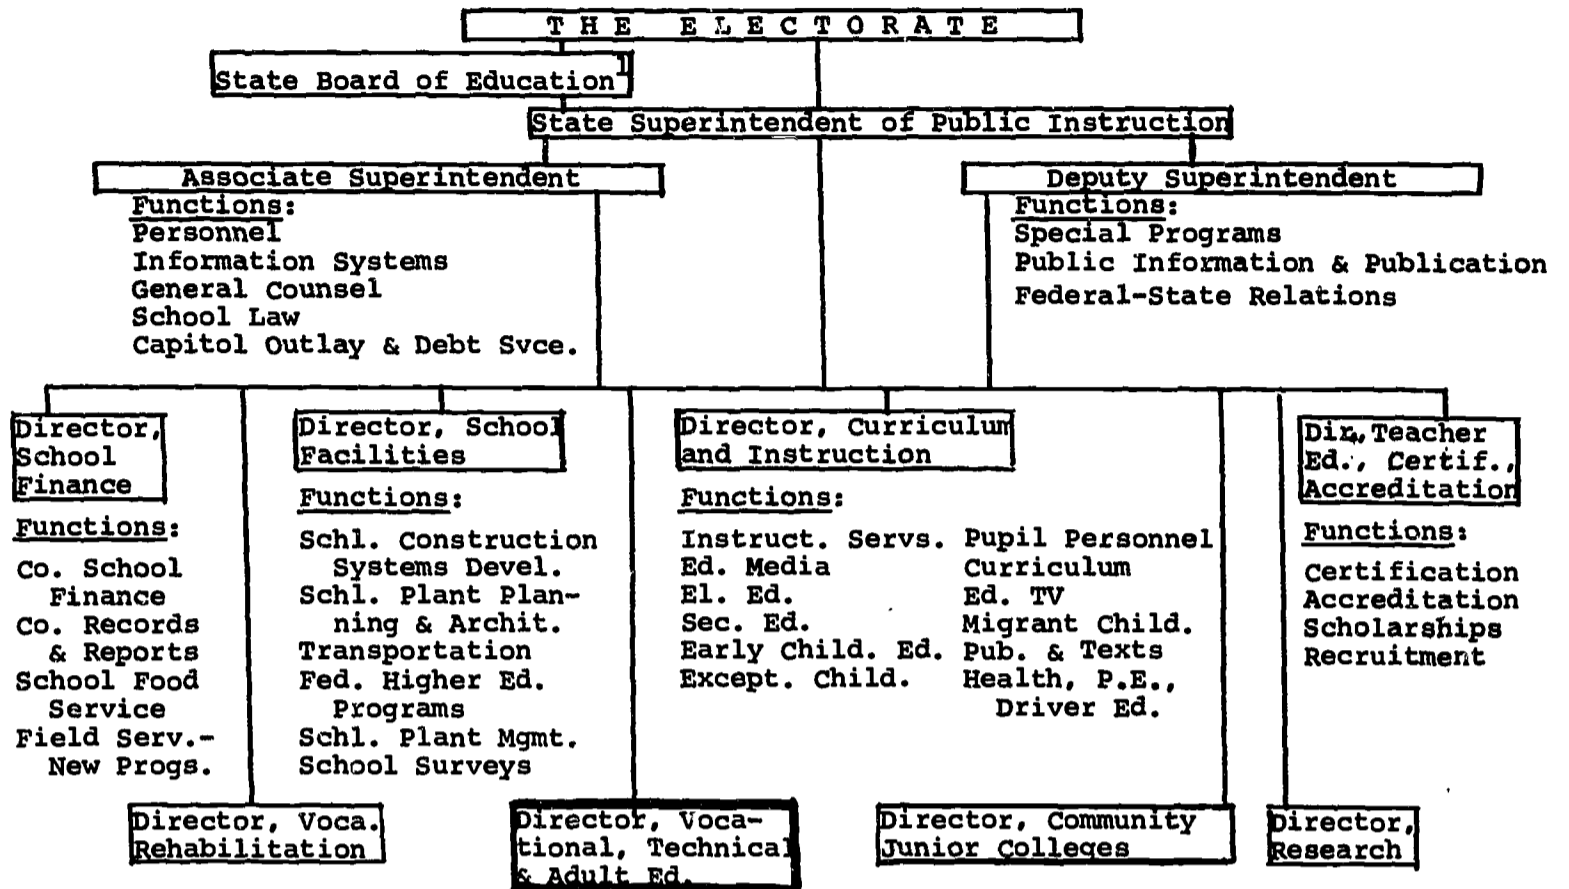 THE ELECTORATE
State Board of Education1
State Superintendent of Public Instruction
Associate Superintendent
Functions:
Personnel
Information Systems
General Counsel
School Law
Capitol Outlay & Debt Svce.
Deputy Superintendent
Functions:
Special Programs
Public Information & Publication
Federal-State Relations
Director,
School
Finance
Functions:
Co. School
Finance
Co. Records
& Reports
School Food
Service
Field Serv.-
New Progs.
Director, School
Facilities
Functions:
Schl. Construction
Systems Devel.
Schl. Plant Plan-
ning & Archit.
Transportation
Fed. Higher Ed.
Programs
Schl. Plant Mgmt.
School Surveys
Director, Curriculum
and Instruction
Functions:
Instruct. Servs.
Ed. Media
El. Ed.
Sec. Ed.
Early Child. Ed.
Except. Child.
Pupil Personnel
Curriculum
Ed. TV
Migrant Child.
Pub. & Texts
Health, P.E.,
Driver Ed.
Dir., Teacher
Ed., Certif.,
Accreditation
Functions:
Certification
Accreditation
Scholarships
Recruitment
Director, Voca.
Rehabilitation
Director, Voca-
tional, Technical
& Adult Ed.
Director, Community
Junior Colleges
Director,
Research